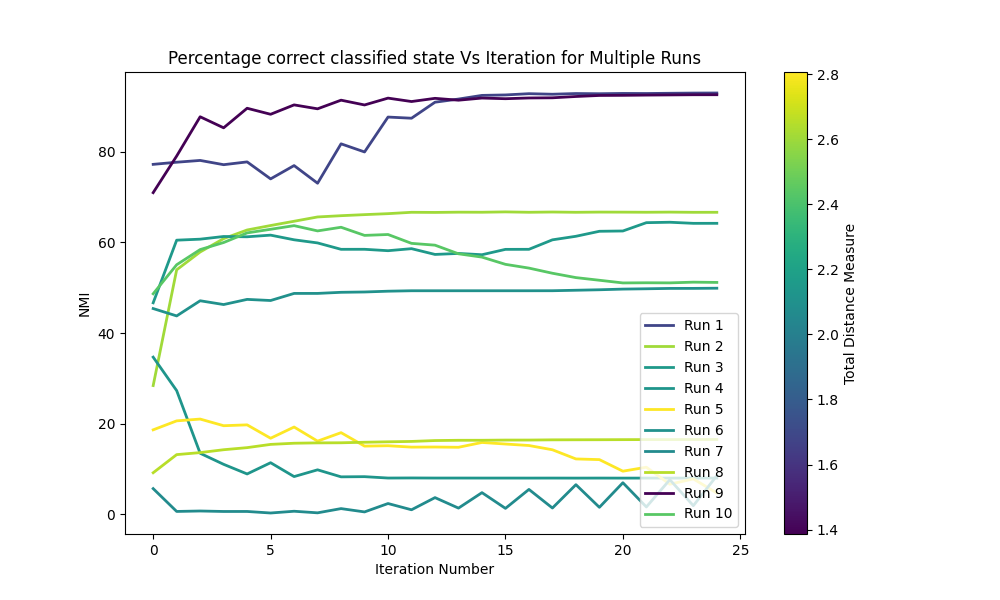 Percentage correct classified state Vs Iteration for Multiple Runs
NMI
80
60
40
20
0
0
5
10
15
20
25
Iteration Number
Run 1
Run 2
Run 3
Run 4
Run 5
Run 6
Run 7
Run 8
Run 9
Run 10
2.8
2.6
2.4
2.2
2.0
1.8
1.6
1.4
Total Distance Measure